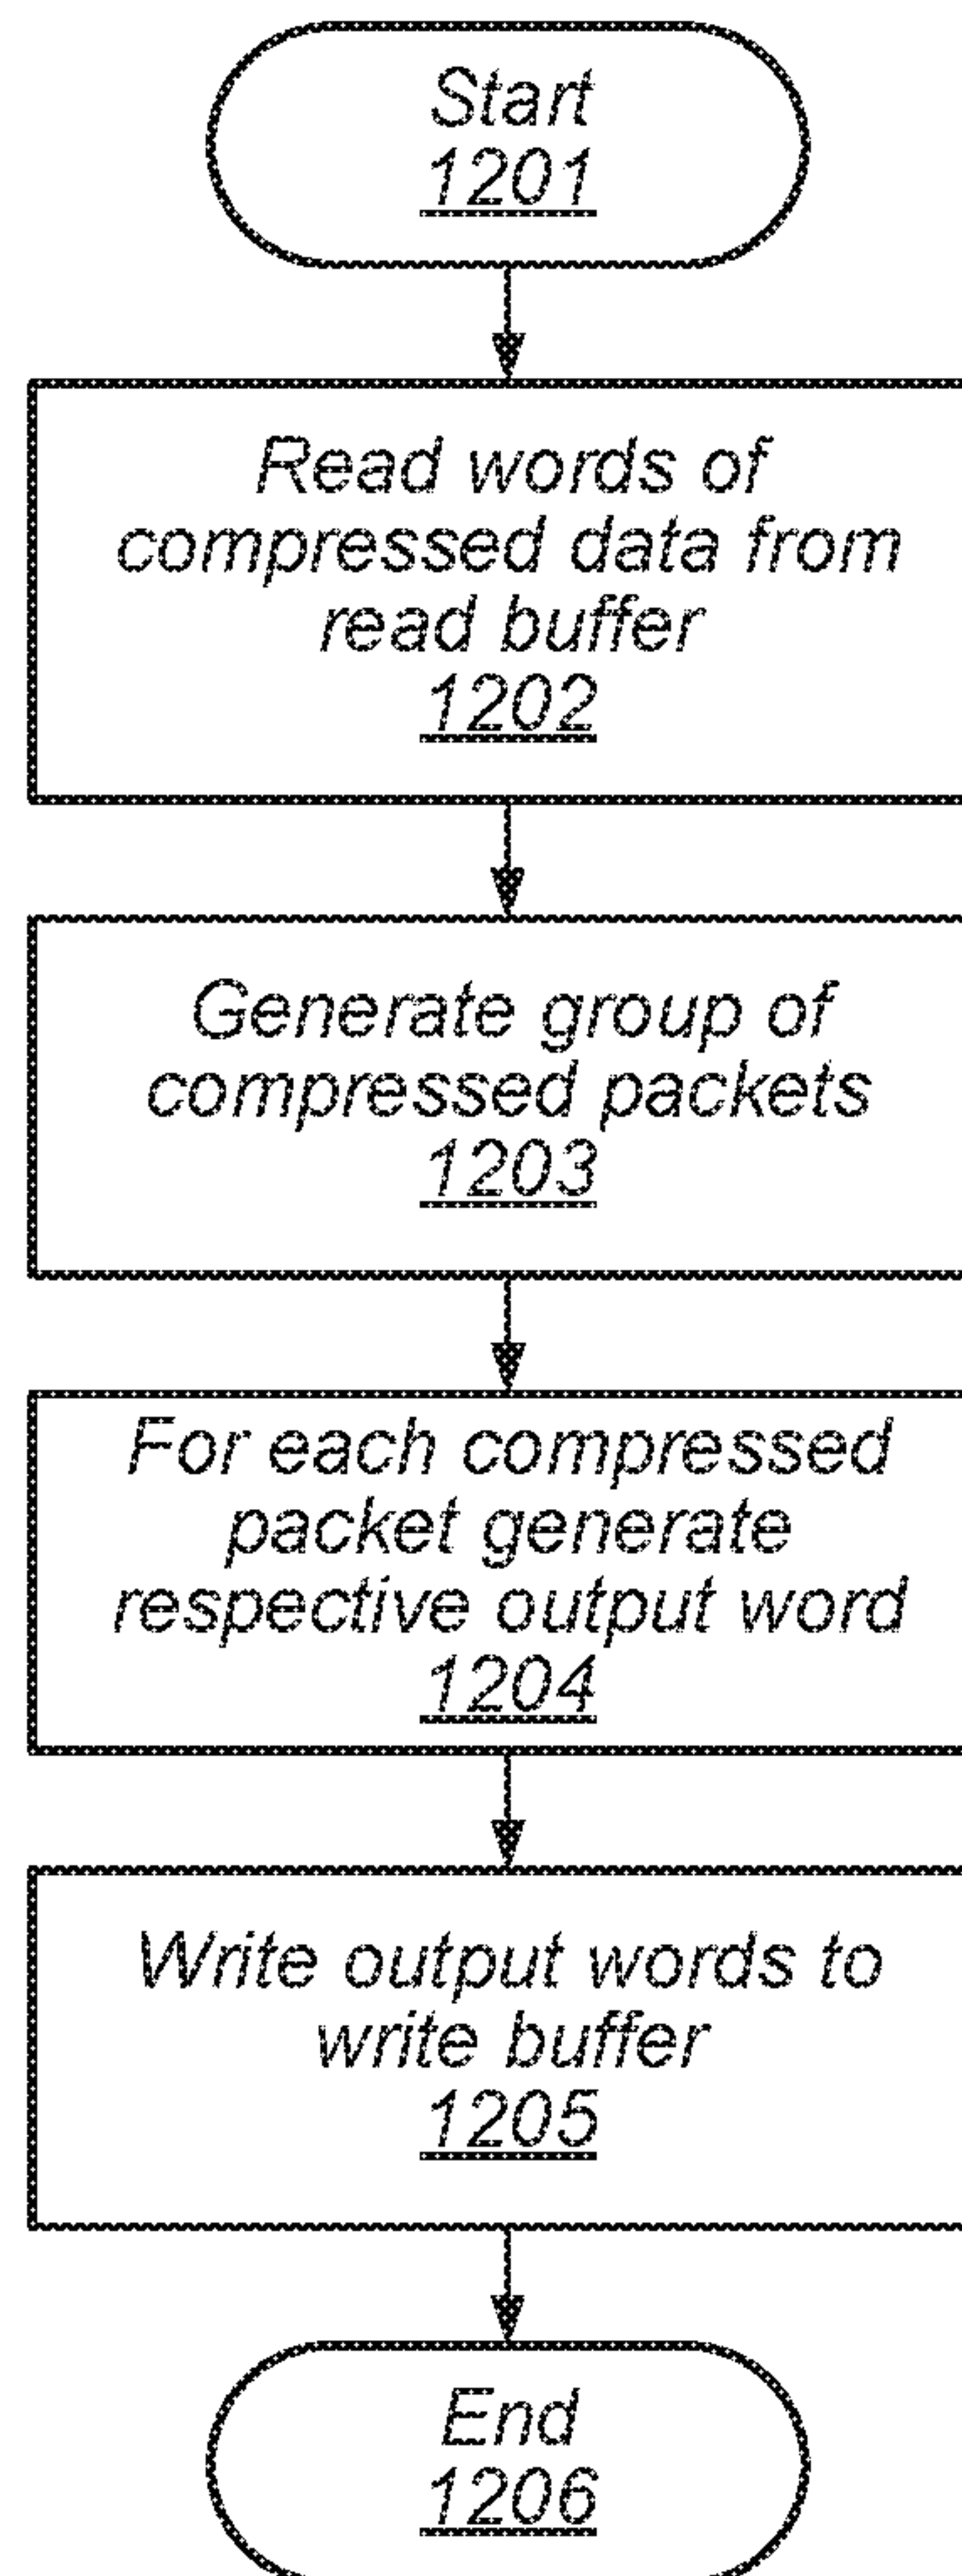 Start
1201
Read words of
compressed data from
read buffer
1202
Generate group of
compressed packets
1203
For each compressed
packet generate
respective output word
1204
Write output words to
write buffer
1205
End
1206